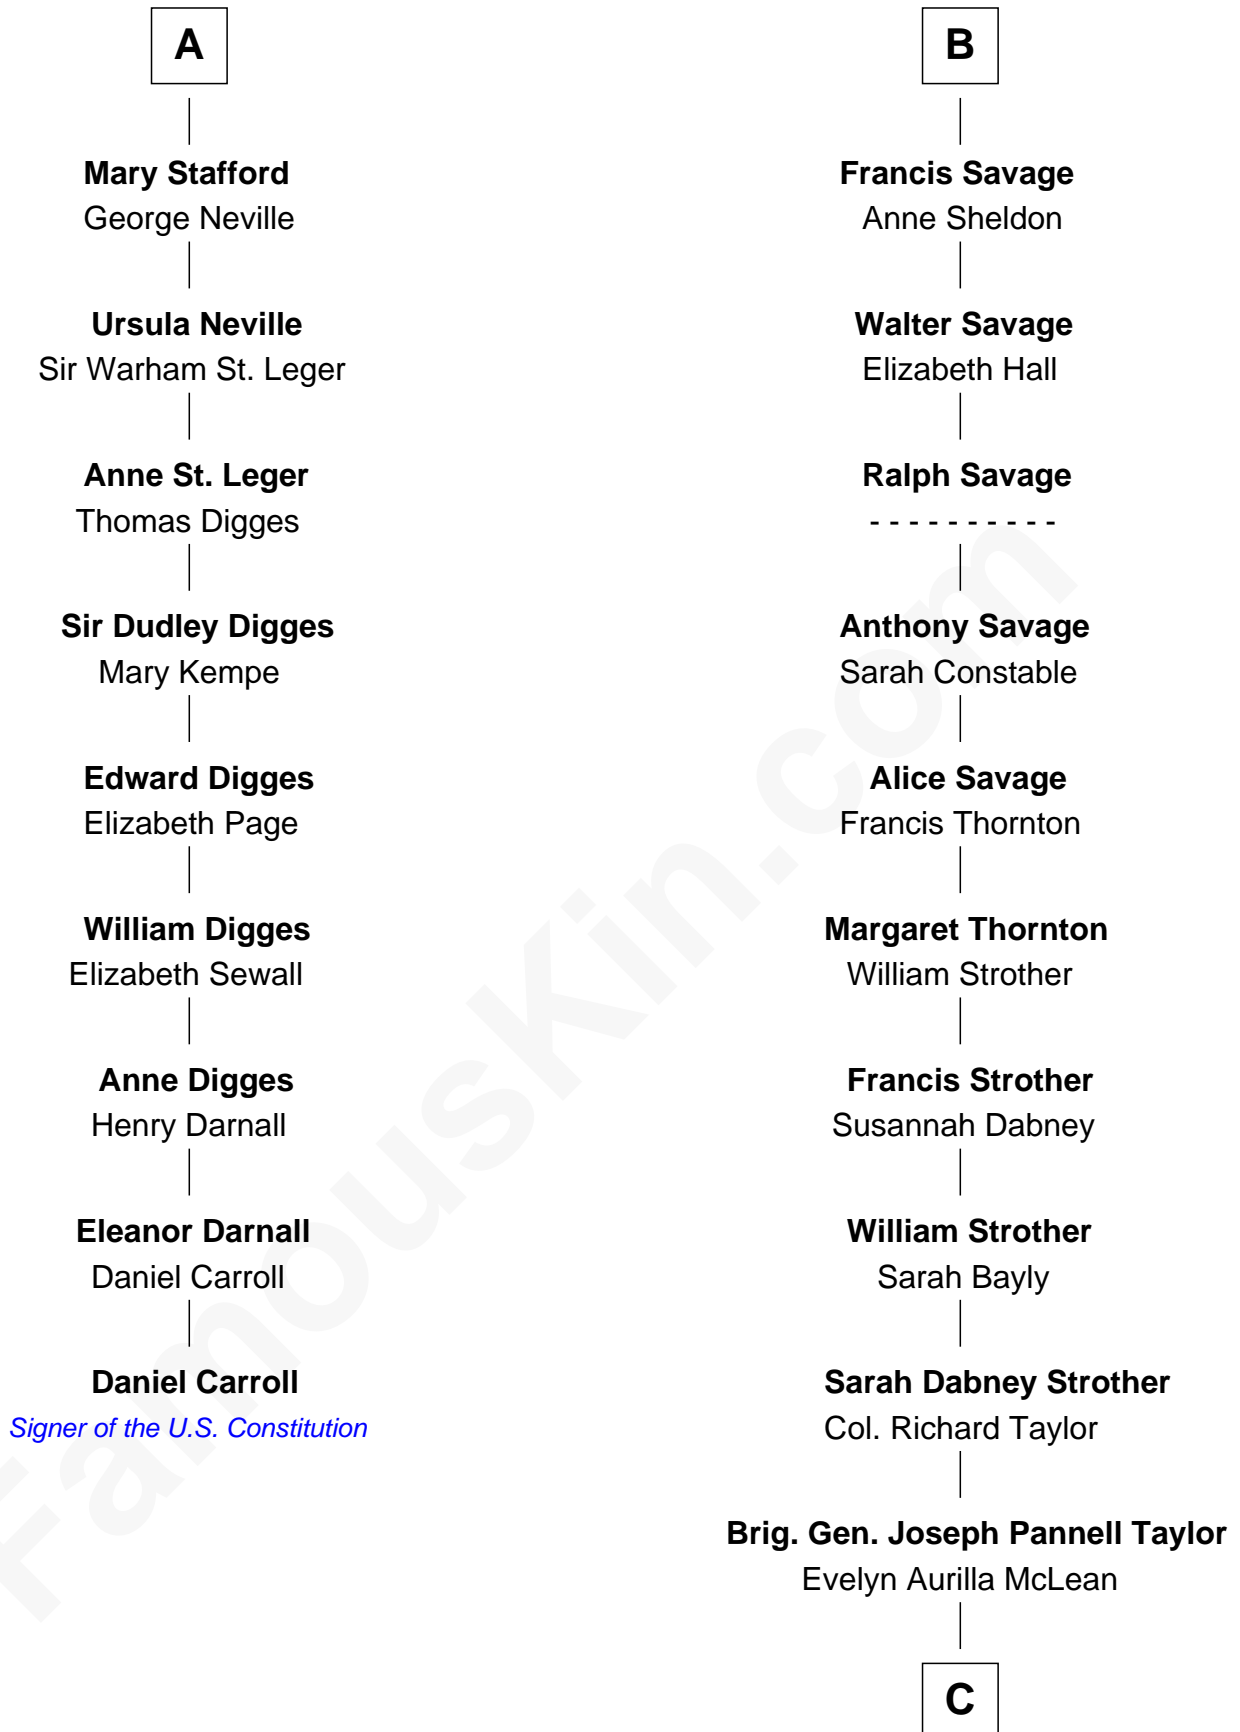 A
Mary Stafford
George Neville
Ursula Neville
Sir Warham St. Leger
Anne St. Leger
Thomas Digges
Sir Dudley Digges
Mary Kempe
Edward Digges
Elizabeth Page
William Digges
Elizabeth Sewall
Anne Digges
Henry Darnall
Eleanor Darnall
Daniel Carroll
Daniel Carroll
Signer of the U.S. Constitution
B
Francis Savage
Anne Sheldon
Walter Savage
Elizabeth Hall
Ralph Savage
- - - - - - - - - -
Anthony Savage
Sarah Constable
Alice Savage
Francis Thornton
Margaret Thornton
William Strother
Francis Strother
Susannah Dabney
William Strother
Sarah Bayly
Sarah Dabney Strother
Col. Richard Taylor
Brig. Gen. Joseph Pannell Taylor
Evelyn Aurilla McLean
C
FamousKin.com